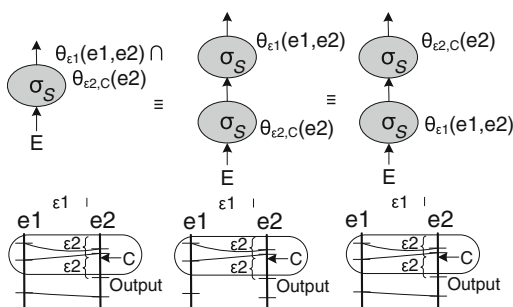 θε1(e1,e2) ∩
θε2,C(e2)
σS
E
≡
θε1(e1,e2)
σS
σS
θε2,C(e2)
E
≡
θε2,C(e2)
σS
σS
θε1(e1,e2)
E
ε1
e1 e2
ε2
ε2
C
Output
ε1
e1 e2
ε2
ε2
C
Output
ε1
e1 e2
ε2
ε2
C
Output